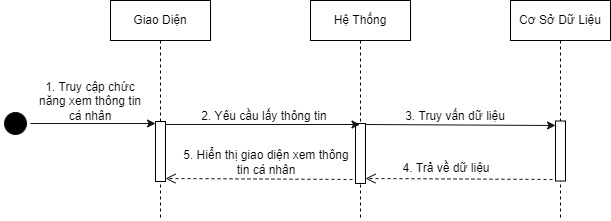 Giao Diện
Hệ Thống
Cơ Sở Dữ Liệu
1. Truy cập chức
năng xem thông tin
cá nhân
2. Yêu cầu lấy thông tin
3. Truy vấn dữ liệu
5. Hiển thị giao diện xem thông
tin cá nhân
4. Trả về dữ liệu